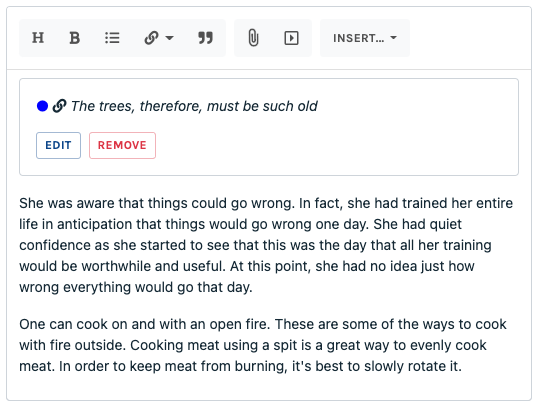 H B INSERT...
The trees, therefore, must be such old
EDIT REMOVE
She was aware that things could go wrong. In fact, she had trained her entire
life in anticipation that things would go wrong one day. She had quiet
confidence as she started to see that this was the day that all her training
would be worthwhile and useful. At this point, she had no idea just how
wrong everything would go that day.
One can cook on and with an open fire. These are some of the ways to cook
with fire outside. Cooking meat using a spit is a great way to evenly cook
meat. In order to keep meat from burning, it's best to slowly rotate it.